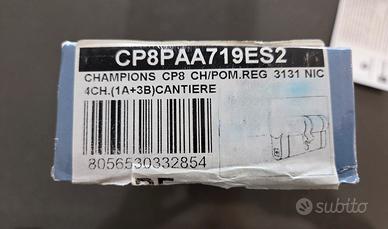 CP8PAA719ES2
CHAMPIONS CP8 CH/POM.REG 3131 NIC
4CH.(1A+3B)CANTIERE
8056530332854
subito